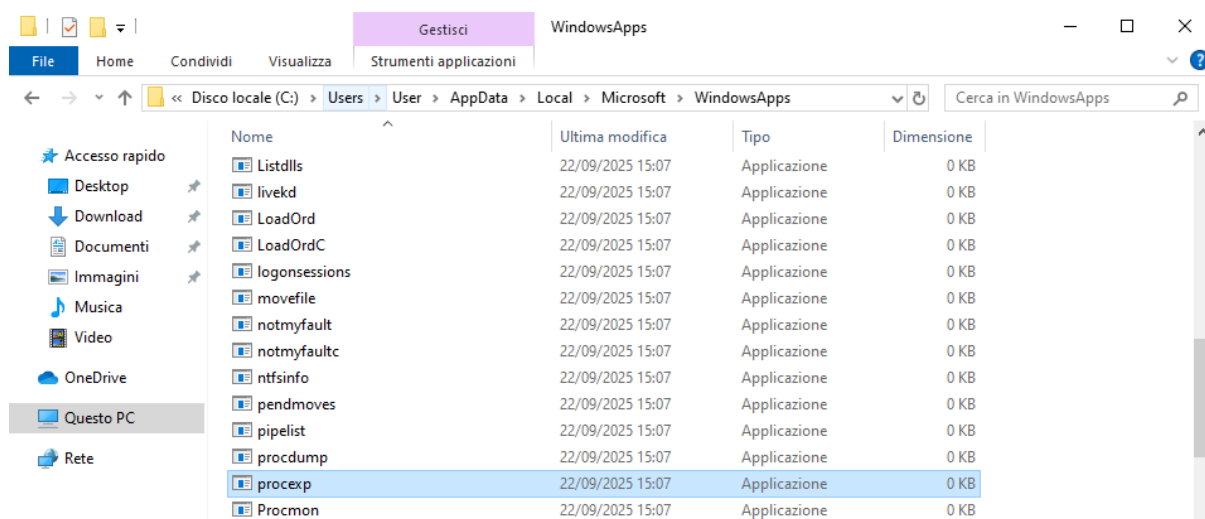 Gestisci WindowsApps
File Home Condividi Visualizza Strumenti applicazioni ?
« Disco locale (C:) › Users › User › AppData › Local › Microsoft › WindowsApps Cerca in WindowsApps
Accesso rapido
Desktop
Download
Documenti
Immagini
Musica
Video
OneDrive
Questo PC
Rete
Nome Ultima modifica Tipo Dimensione
Listdlls 22/09/2025 15:07 Applicazione 0 KB
livekd 22/09/2025 15:07 Applicazione 0 KB
LoadOrd 22/09/2025 15:07 Applicazione 0 KB
LoadOrdC 22/09/2025 15:07 Applicazione 0 KB
logonsessions 22/09/2025 15:07 Applicazione 0 KB
movefile 22/09/2025 15:07 Applicazione 0 KB
notmyfault 22/09/2025 15:07 Applicazione 0 KB
notmyfaultc 22/09/2025 15:07 Applicazione 0 KB
ntfsinfo 22/09/2025 15:07 Applicazione 0 KB
pendmoves 22/09/2025 15:07 Applicazione 0 KB
pipelist 22/09/2025 15:07 Applicazione 0 KB
procdump 22/09/2025 15:07 Applicazione 0 KB
procexp 22/09/2025 15:07 Applicazione 0 KB
Procmon 22/09/2025 15:07 Applicazione 0 KB